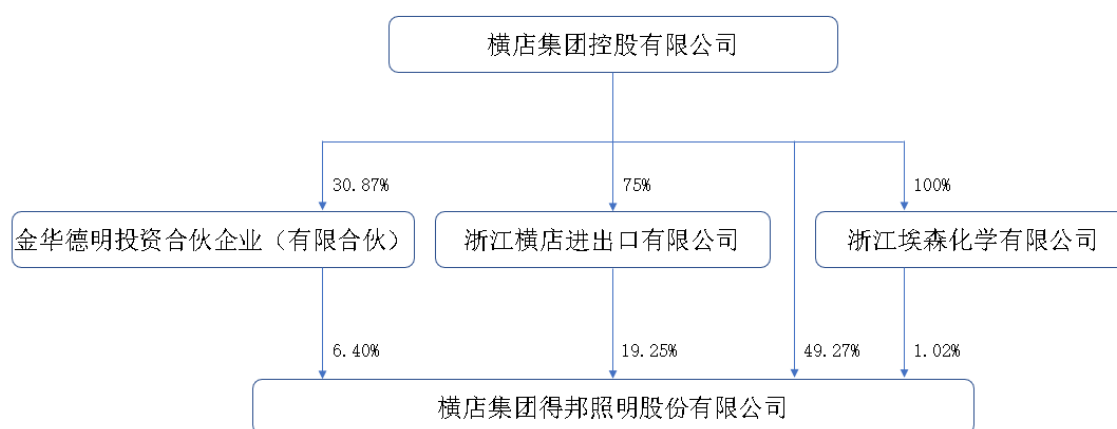 横店集团控股有限公司
30.87%
75%
100%
金华德明投资合伙企业（有限合伙）
浙江横店进出口有限公司
浙江埃森化学有限公司
6.40%
19.25%
49.27%
1.02%
横店集团得邦照明股份有限公司